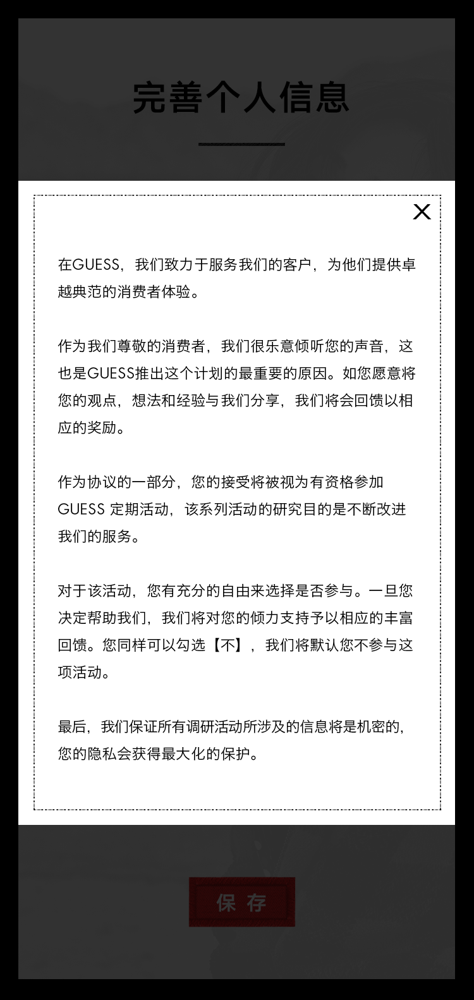 完善个人信息
X
在GUESS，我们致力于服务我们的客户，为他们提供卓
越典范的消费者体验。
作为我们尊敬的消费者，我们很乐意倾听您的声音，这
也是GUESS推出这个计划的最重要的原因。如您愿意将
您的观点，想法和经验与我们分享，我们将会回馈以相
应的奖励。
作为协议的一部分，您的接受将被视为有资格参加
GUESS 定期活动，该系列活动的研究目的是不断改进
我们的服务。
对于该活动，您有充分的自由来选择是否参与。一旦您
决定帮助我们，我们将对您的倾力支持予以相应的丰富
回馈。您同样可以勾选【不】，我们将默认您不参与这
项活动。
最后，我们保证所有调研活动所涉及的信息将是机密的，
您的隐私会获得最大化的保护。
保 存